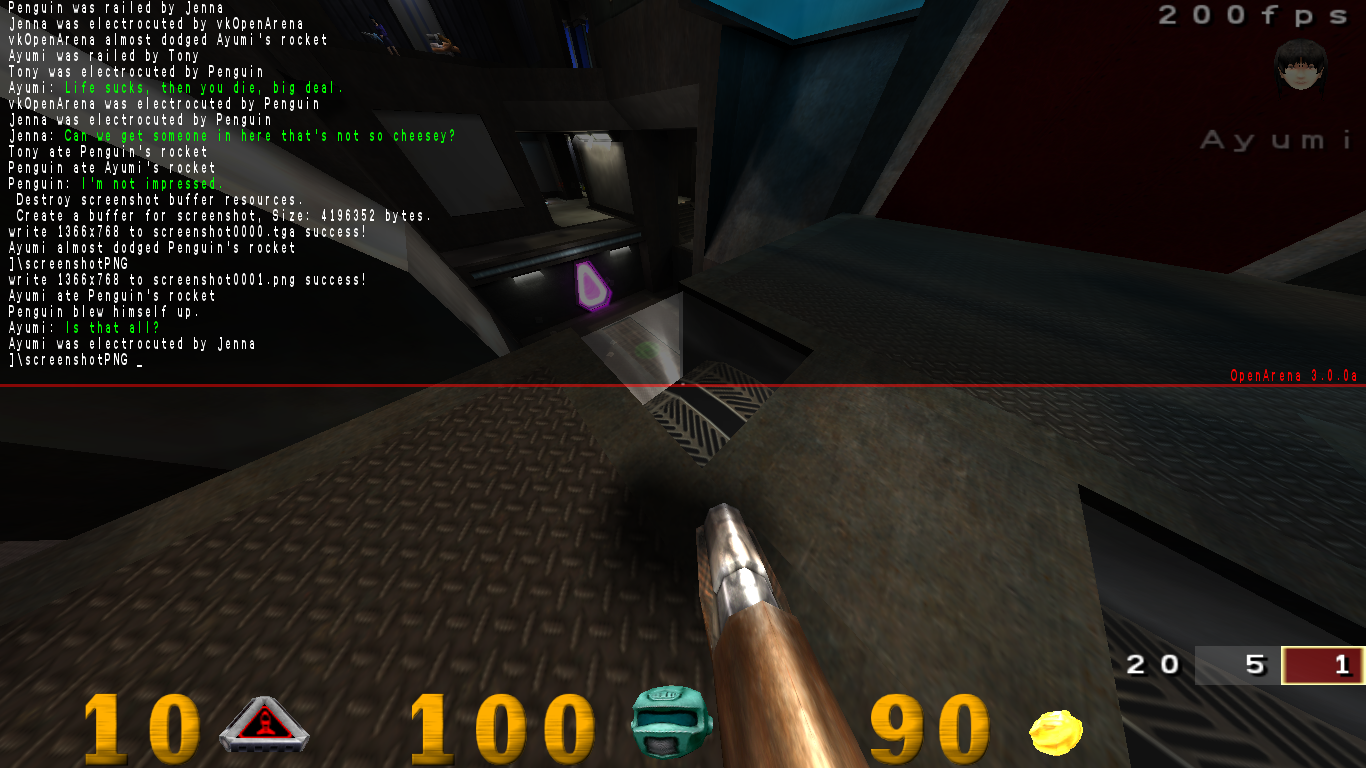 Penguin was railed by Jenna
Jenna was electrocuted by vkOpenArena
vkOpenArena almost dodged Ayumi's rocket
Ayumi was railed by Tony
Tony was electrocuted by Penguin
Ayumi: Life sucks, then you die, big deal.
vkOpenArena was electrocuted by Penguin
Jenna was electrocuted by Penguin
Jenna: Can we get someone in here that's not so cheesey?
Tony ate Penguin's rocket
Penguin ate Ayumi's rocket
Penguin: I'm not impressed.
Destroy screenshot buffer resources.
Create a buffer for screenshot, Size: 4196352 bytes.
write 1366x768 to screenshot0000.tga success!
Ayumi almost dodged Penguin's rocket
]\screenshotPNG
write 1366x768 to screenshot0001.png success!
Ayumi ate Penguin's rocket
Penguin blew himself up.
Ayumi: Is that all?
Ayumi was electrocuted by Jenna
]\screenshotPNG _
200fps
Ayumi
OpenArena 3.0.0a
20 5 1
10 100 90